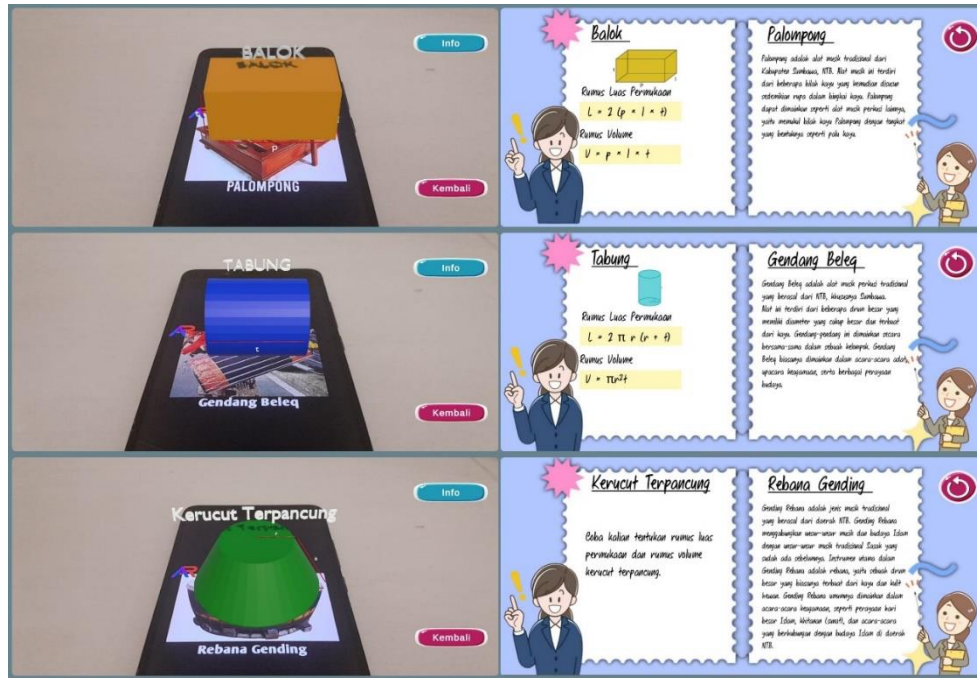 BALOK
BALOK
P
PALOMPONG
Info
Kembali
Balok
Rumus Luas Permukaan
L = 2 (p × l × t)
Rumus Volume
V = p × l × t
Palompong
Palompong adalah alat musik tradisional dari
Kabupaten Sumbawa, NTB. Alat musik ini terdiri
dari beberapa bilah kayu yang kemudian disusun
sedemikian rupa dalam bingkai kayu. Palompong
dapat dimainkan seperti alat musik perkusi lainnya,
yaitu memukul bilah kayu Palompong dengan tongkat
yang bentuknya seperti palu kayu.
TABUNG
AR
t
Gendang Beleq
Info
Kembali
Tabung
Rumus Luas Permukaan
L = 2 π r (r + t)
Rumus Volume
V = πr²t
Gendang Beleq
Gendang Beleq adalah alat musik perkusi tradisional
yang berasal dari NTB, khususnya Sumbawa.
Alat ini terdiri dari beberapa drum besar yang
memiliki diameter yang cukup besar dan terbuat
dari kayu. Gendang-gendang ini dimainkan secara
bersama-sama dalam sebuah kelompok. Gendang
Beleq biasanya dimainkan dalam acara-acara adat,
upacara keagamaan, serta berbagai perayaan
budaya.
Kerucut Terpancung
AR
Rebana Gending
Info
Kembali
Kerucut Terpancung
Coba kalian tentukan rumus luas
permukaan dan rumus volume
kerucut terpancung.
Rebana Gending
Gending Rebana adalah jenis musik tradisional
yang berasal dari daerah NTB. Gending Rebana
menggabungkan unsur-unsur musik dan budaya Islam
dengan unsur-unsur musik tradisional Sasak yang
sudah ada sebelumnya. Instrumen utama dalam
Gending Rebana adalah rebana, yaitu sebuah drum
besar yang biasanya terbuat dari kayu dan kulit
hewan. Gending Rebana umumnya dimainkan dalam
acara-acara keagamaan, seperti perayaan hari
besar Islam, khitanan (sunat), dan acara-acara
yang berhubungan dengan budaya Islam di daerah
NTB.